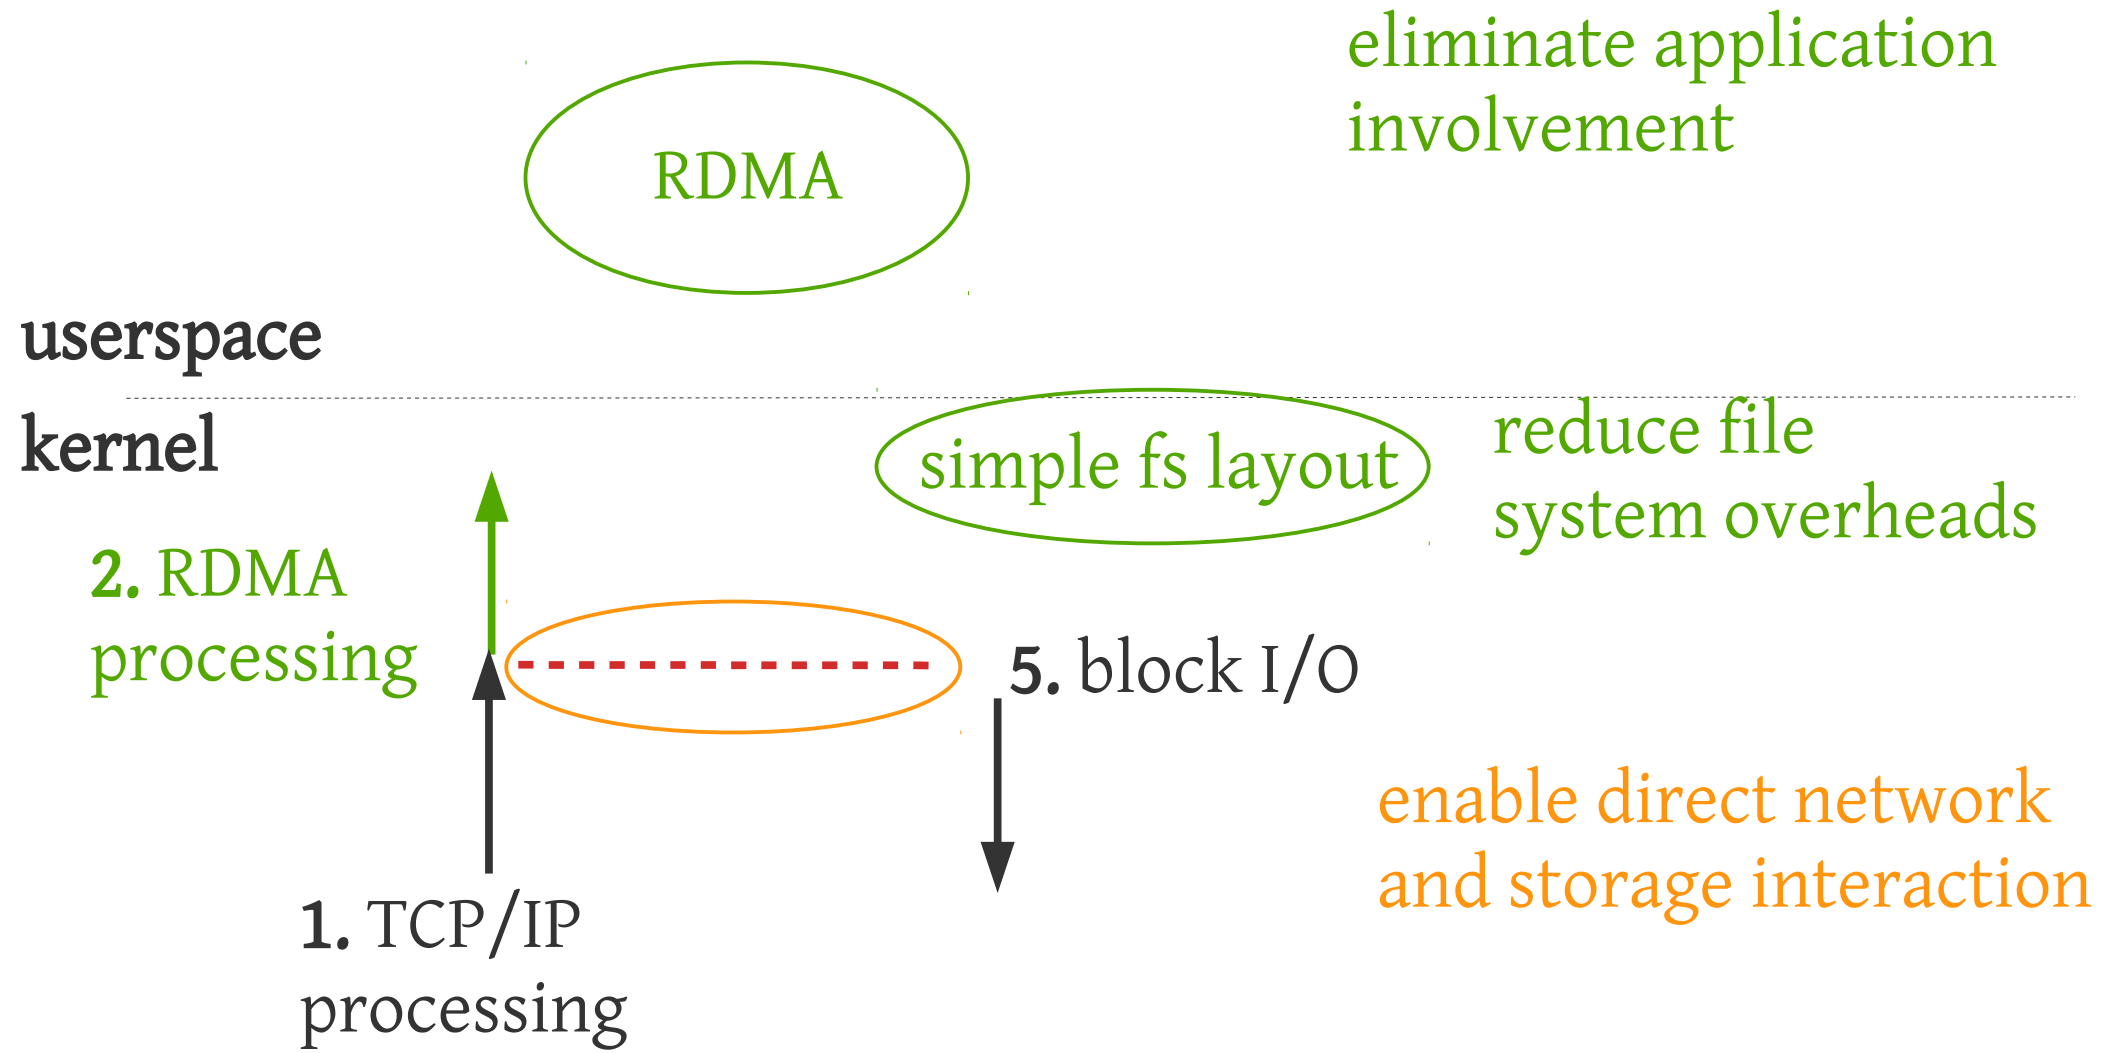 eliminate application
involvement
RDMA
userspace
kernel
simple fs layout
reduce file
system overheads
2. RDMA
processing
5. block I/O
enable direct network
and storage interaction
1. TCP/IP
processing